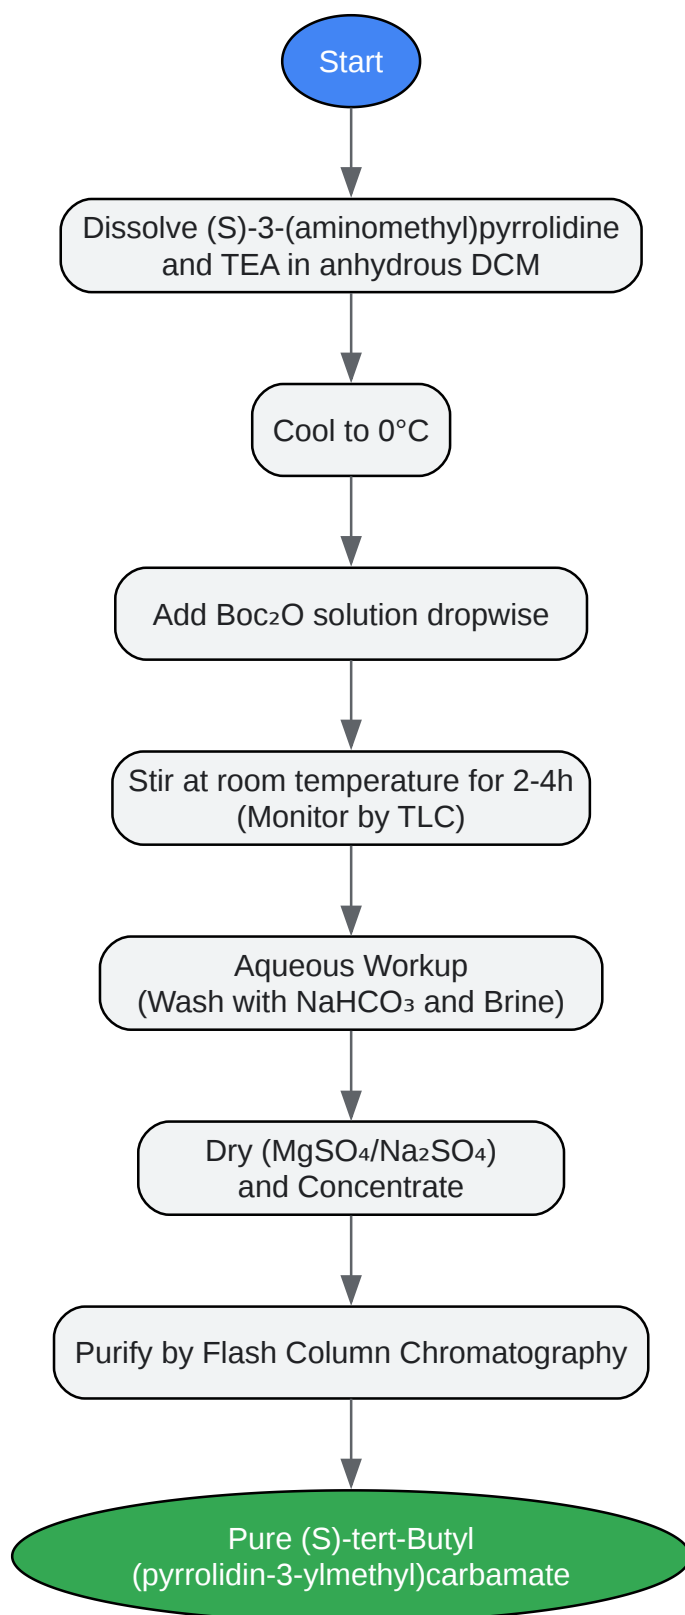 Start
Dissolve (S)-3-(aminomethyl)pyrrolidine
and TEA in anhydrous DCM
Cool to 0°C
Add Boc₂O solution dropwise
Stir at room temperature for 2-4h
(Monitor by TLC)
Aqueous Workup
(Wash with NaHCO₃ and Brine)
Dry (MgSO₄/Na₂SO₄)
and Concentrate
Purify by Flash Column Chromatography
Pure (S)-tert-Butyl
(pyrrolidin-3-ylmethyl)carbamate